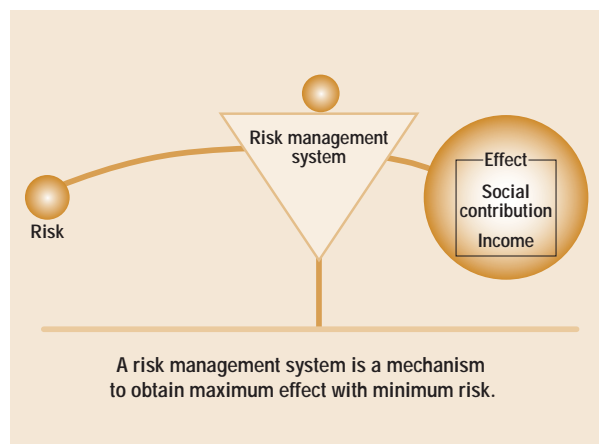 Risk management
system
Risk
Effect
Social
contribution
Income
A risk management system is a mechanism
to obtain maximum effect with minimum risk.